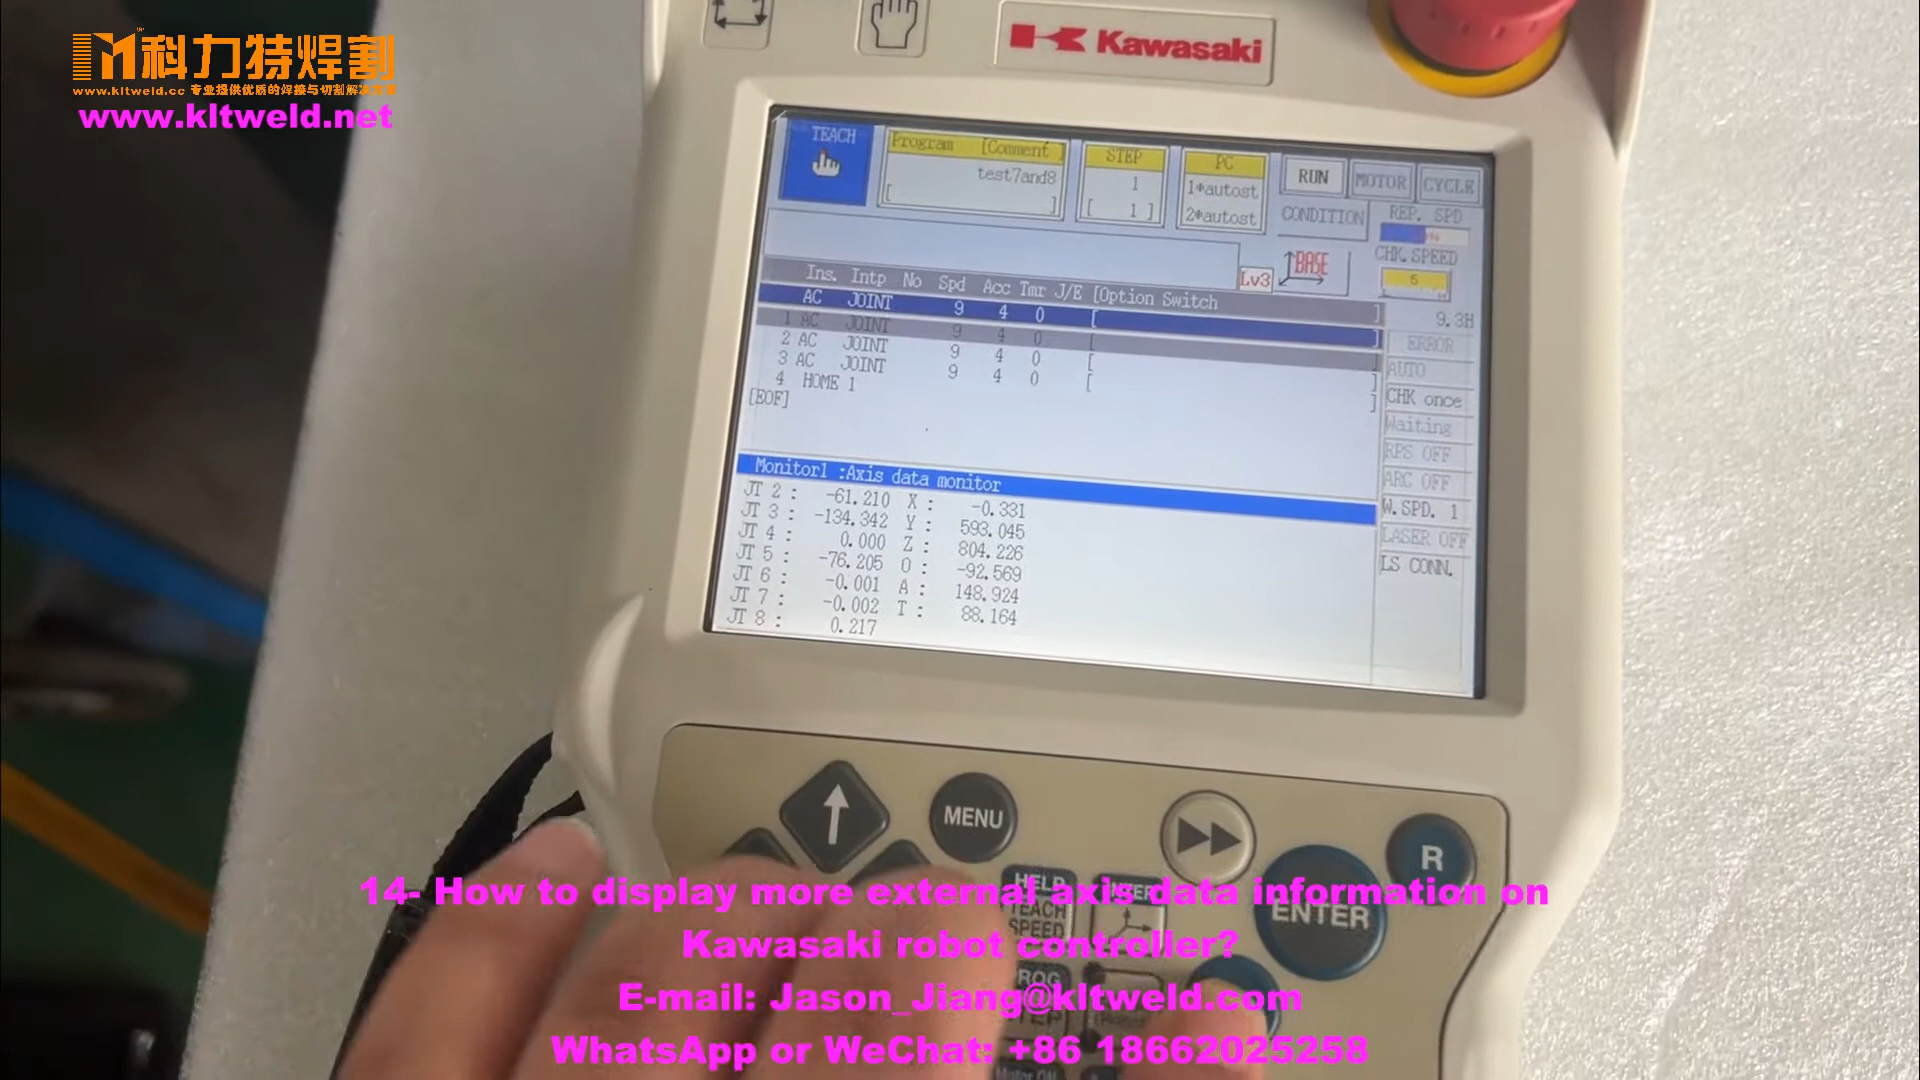 科力特焊割
www.kltweld.cc 专业提供优质的焊接与切割解决方案
www.kltweld.net
Kawasaki
TEACH
Program [Comment ]
test7and8
[ ]
STEP
1
[ 1 ]
PC
1*autost
2*autost
RUN
MOTOR
CYCLE
CONDITION
REP. SPD
CHK.SPEED
5
Lv3
BASE
9.3H
Ins. Intp No Spd Acc Tmr J/E [Option Switch ]
AC JOINT 9 4 0 [ ]
1 AC JOINT 9 4 0 [ ]
2 AC JOINT 9 4 0 [ ]
3 AC JOINT 9 4 0 [ ]
4 HOME 1
[EOF]
ERROR
AUTO
CHK once
Waiting
RPS OFF
ARC OFF
W.SPD. 1
LASER OFF
LS CONN.
Monitor1 :Axis data monitor
JT 2 : -61.210 X : -0.331
JT 3 : -134.342 Y : 593.045
JT 4 : 0.000 Z : 804.226
JT 5 : -76.205 O : -92.569
JT 6 : -0.001 A : 148.924
JT 7 : -0.002 T : 88.164
JT 8 : 0.217
MENU
R
HELP
TEACH
SPEED
ENTER
14- How to display more external axis data information on
Kawasaki robot controller?
E-mail: Jason_Jiang@kltweld.com
WhatsApp or WeChat: +86 18662025258
Motor ON